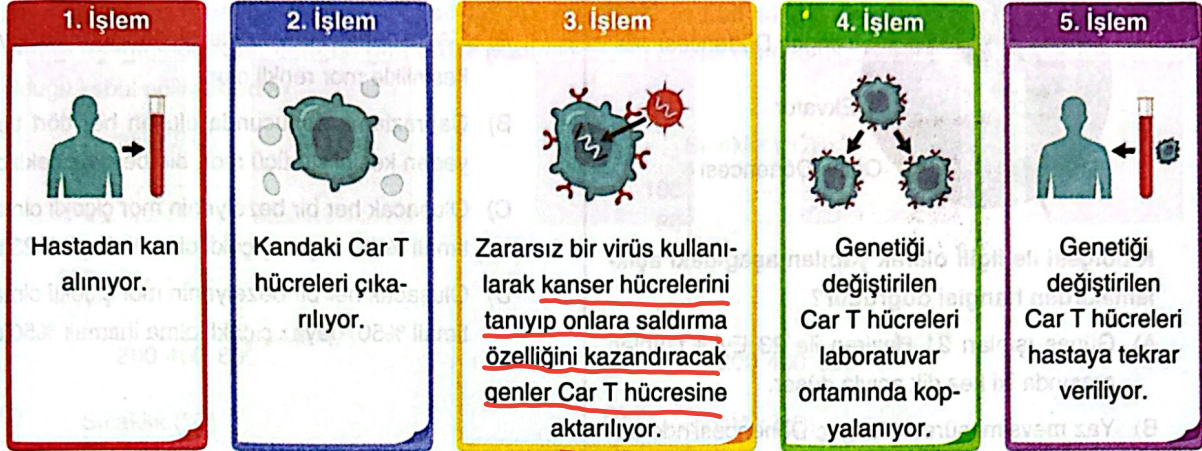 1. İşlem
Hastadan kan
alınıyor.
2. İşlem
Kandaki Car T
hücreleri çıka-
rılıyor.
3. İşlem
Zararsız bir virüs kullanı-
larak kanser hücrelerini
tanıyıp onlara saldırma
özelliğini kazandıracak
genler Car T hücresine
aktarılıyor.
4. İşlem
Genetiği
değiştirilen
Car T hücreleri
laboratuvar
ortamında kop-
yalanıyor.
5. İşlem
Genetiği
değiştirilen
Car T hücreleri
hastaya tekrar
veriliyor.